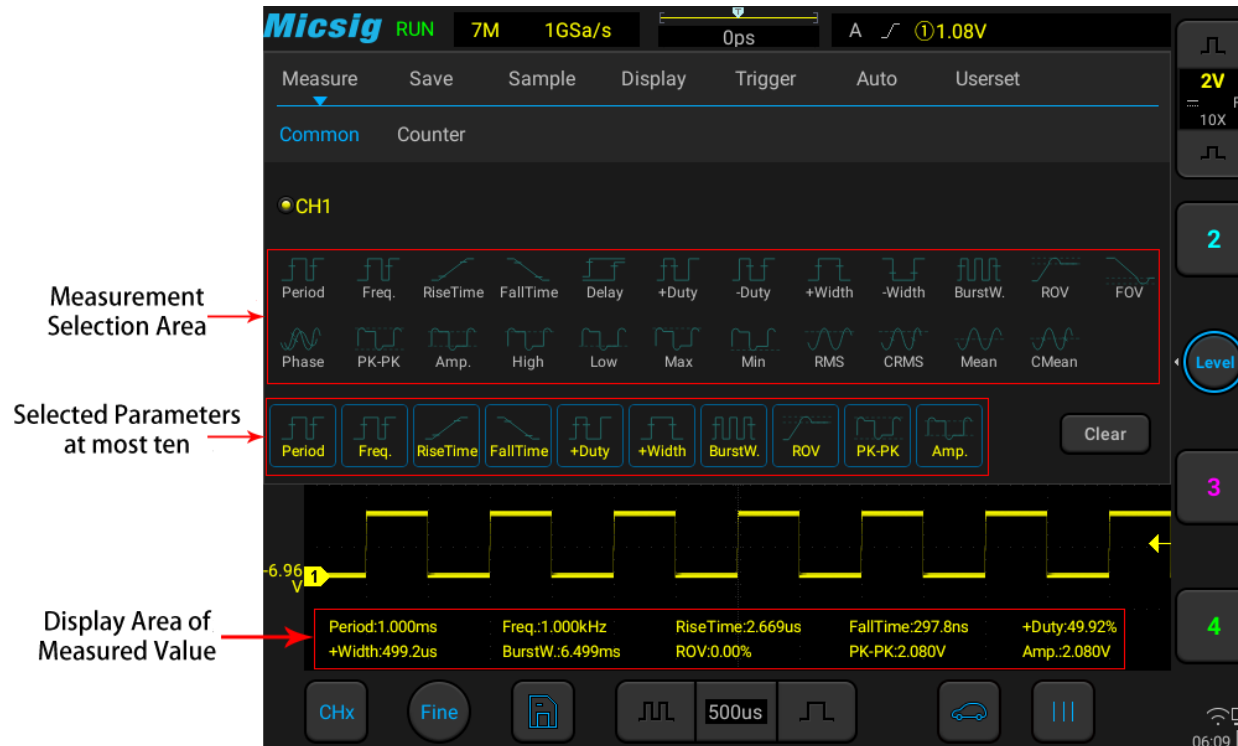 Micsig RUN 7M 1GSa/s T 0ps A ①1.08V
Measure Save Sample Display Trigger Auto Userset
2V
Common Counter
10X
CH1
2
Measurement
Selection Area
Period Freq. RiseTime FallTime Delay +Duty -Duty +Width -Width BurstW. ROV FOV
Phase PK-PK Amp. High Low Max Min RMS CRMS Mean CMean
Level
Selected Parameters
at most ten
Period Freq. RiseTime FallTime +Duty +Width BurstW. ROV PK-PK Amp.
Clear
3
-6.96
V
1
Display Area of
Measured Value
Period:1.000ms Freq.:1.000kHz RiseTime:2.669us FallTime:297.8ns +Duty:49.92%
+Width:499.2us BurstW.:6.499ms ROV:0.00% PK-PK:2.080V Amp.:2.080V
4
CHx Fine 500us
06:09